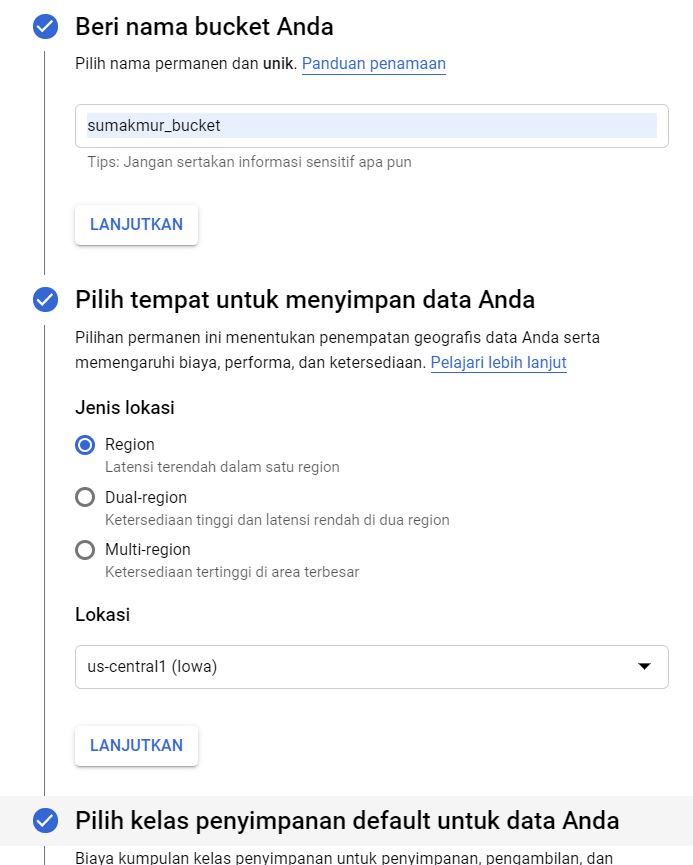 Beri nama bucket Anda
Pilih nama permanen dan unik. Panduan penamaan
sumakmur_bucket
Tips: Jangan sertakan informasi sensitif apa pun
LANJUTKAN
Pilih tempat untuk menyimpan data Anda
Pilihan permanen ini menentukan penempatan geografis data Anda serta
memengaruhi biaya, performa, dan ketersediaan. Pelajari lebih lanjut
Jenis lokasi
Region
Latensi terendah dalam satu region
Dual-region
Ketersediaan tinggi dan latensi rendah di dua region
Multi-region
Ketersediaan tertinggi di area terbesar
Lokasi
us-central1 (Iowa)
LANJUTKAN
Pilih kelas penyimpanan default untuk data Anda
Biaya kumpulan kelas penyimpanan untuk penyimpanan, pengambilan, dan